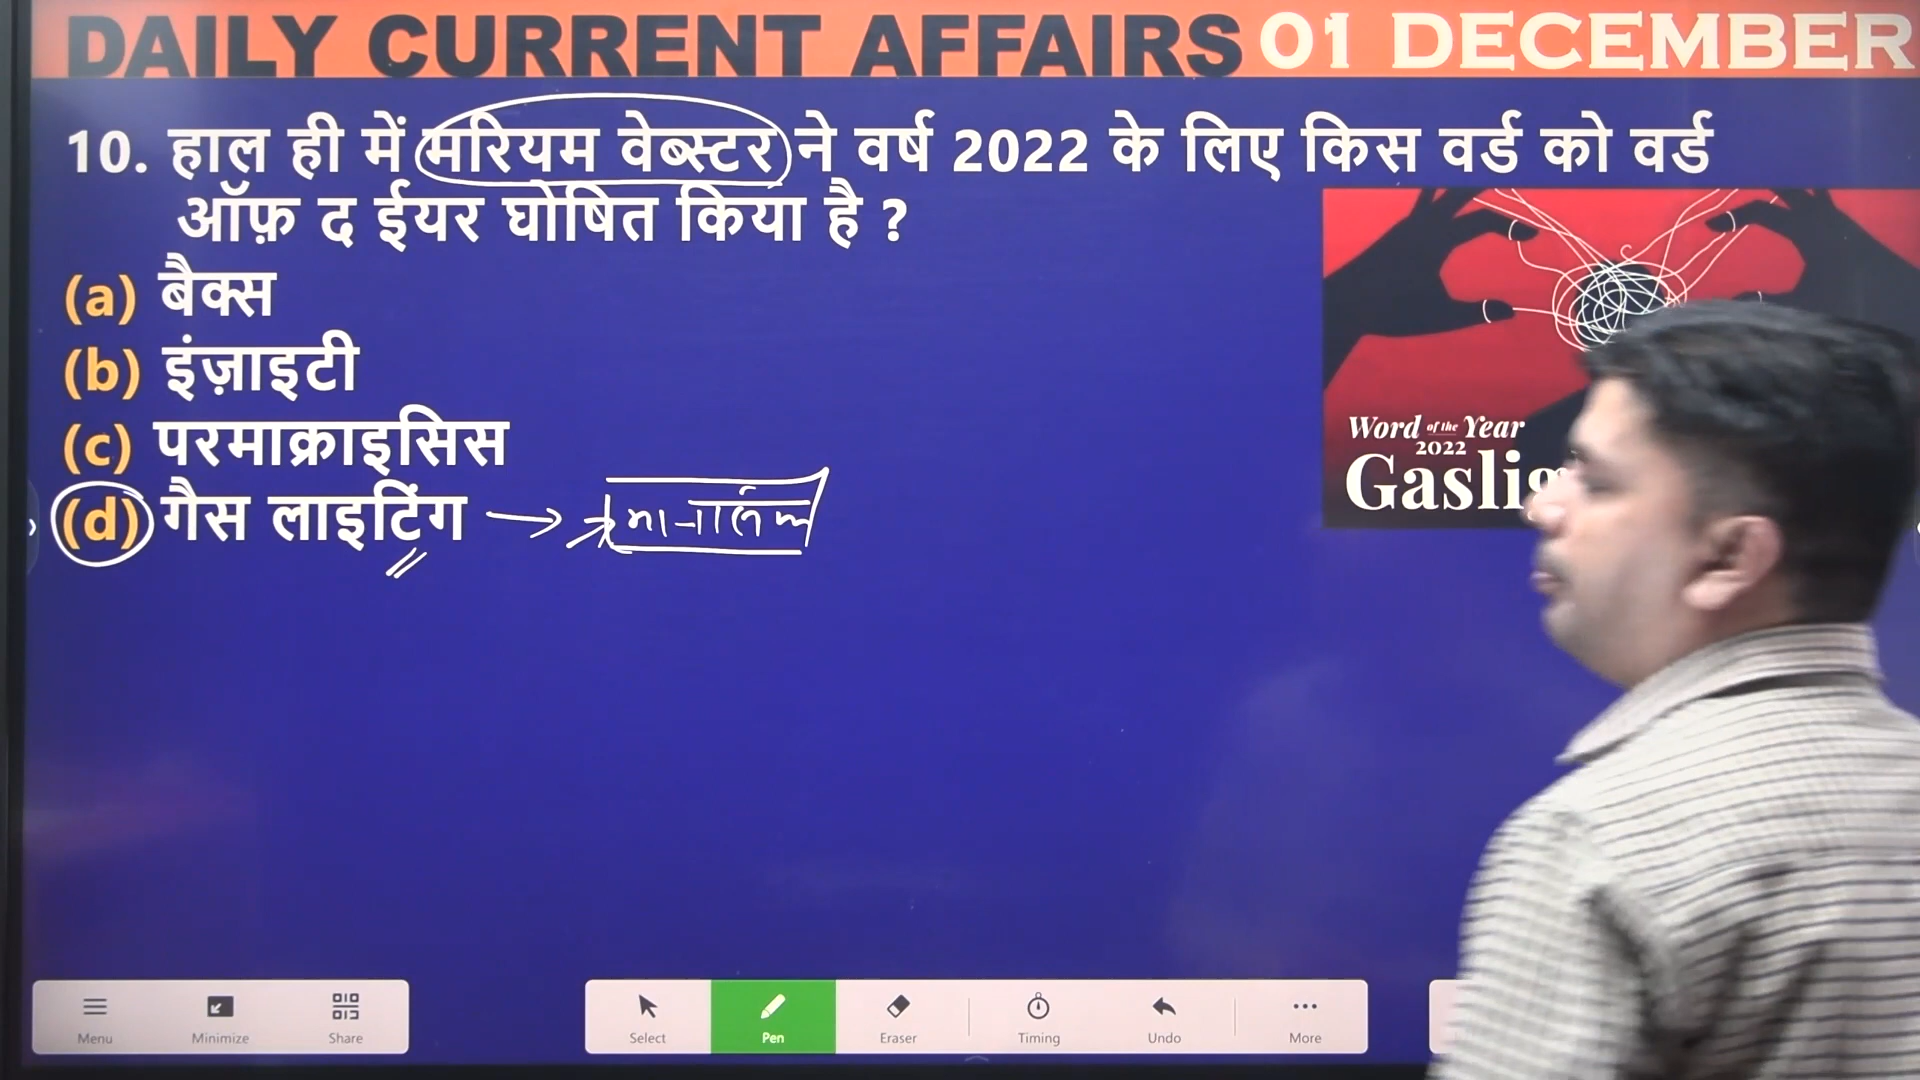 DAILY CURRENT AFFAIRS 01 DECEMBER
10. हाल ही में मरियम वेब्स्टर ने वर्ष 2022 के लिए किस वर्ड को वर्ड
ऑफ़ द ईयर घोषित किया है ?
(a) बैक्स
(b) इंज़ाइटी
(c) परमाक्राइसिस
(d) गैस लाइटिंग
Word of the Year
2022
Gaslig
Menu
Minimize
Share
Select
Pen
Eraser
Timing
Undo
More